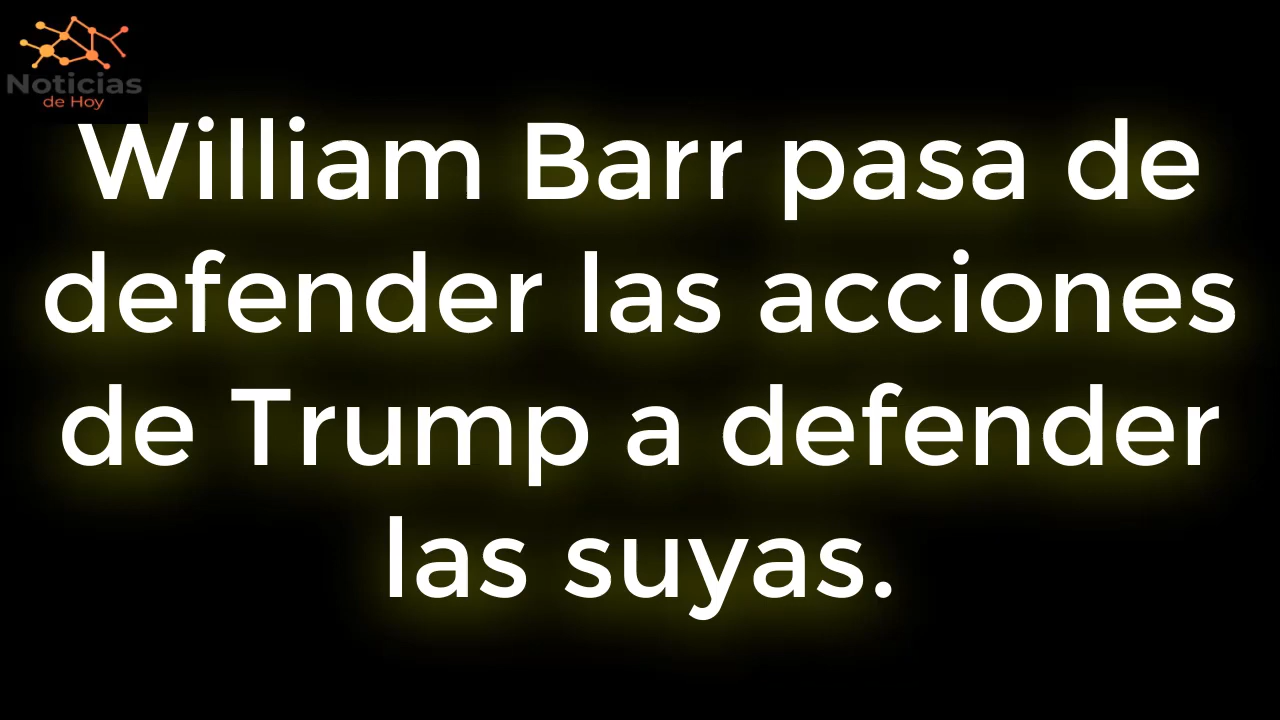 Noticias
de Hoy
William Barr pasa de
defender las acciones
de Trump a defender
las suyas.